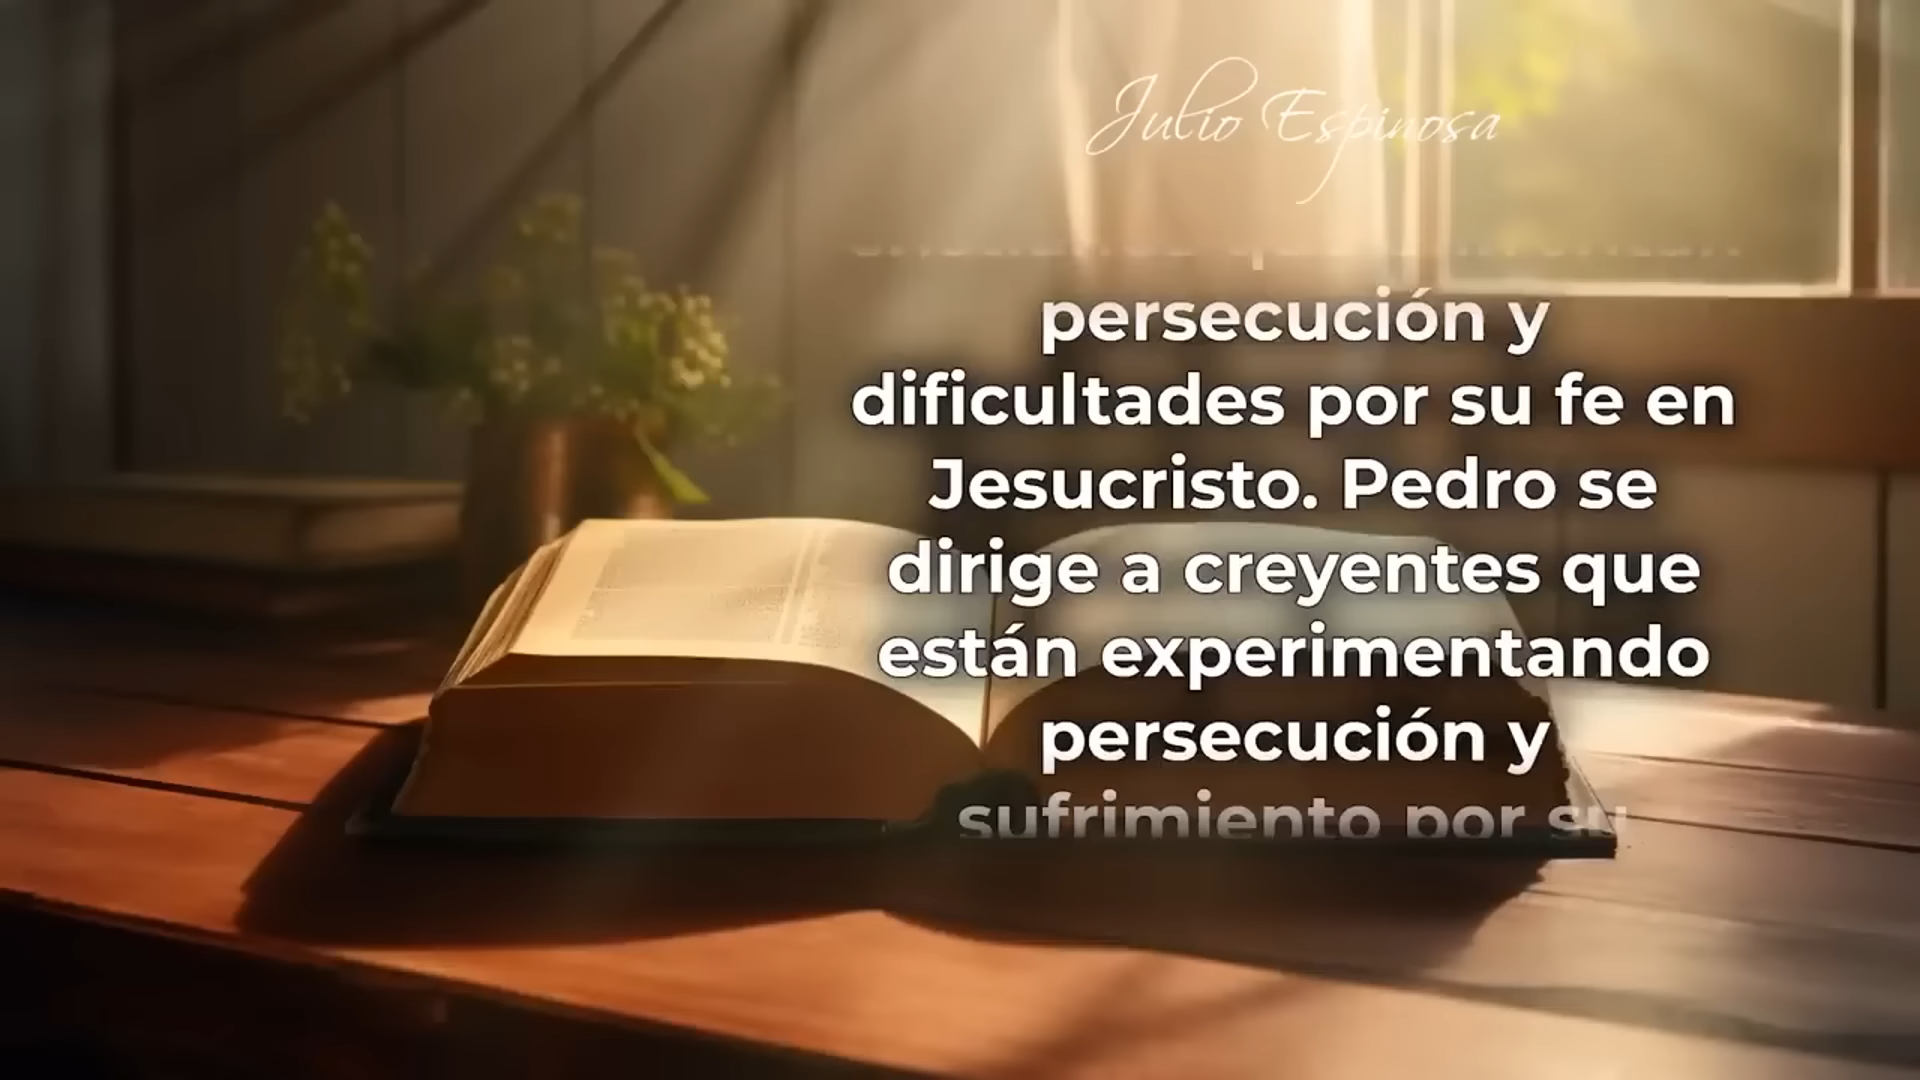 Julio Espinosa
persecución y
dificultades por su fe en
Jesucristo. Pedro se
dirige a creyentes que
están experimentando
persecución y
sufrimiento por su